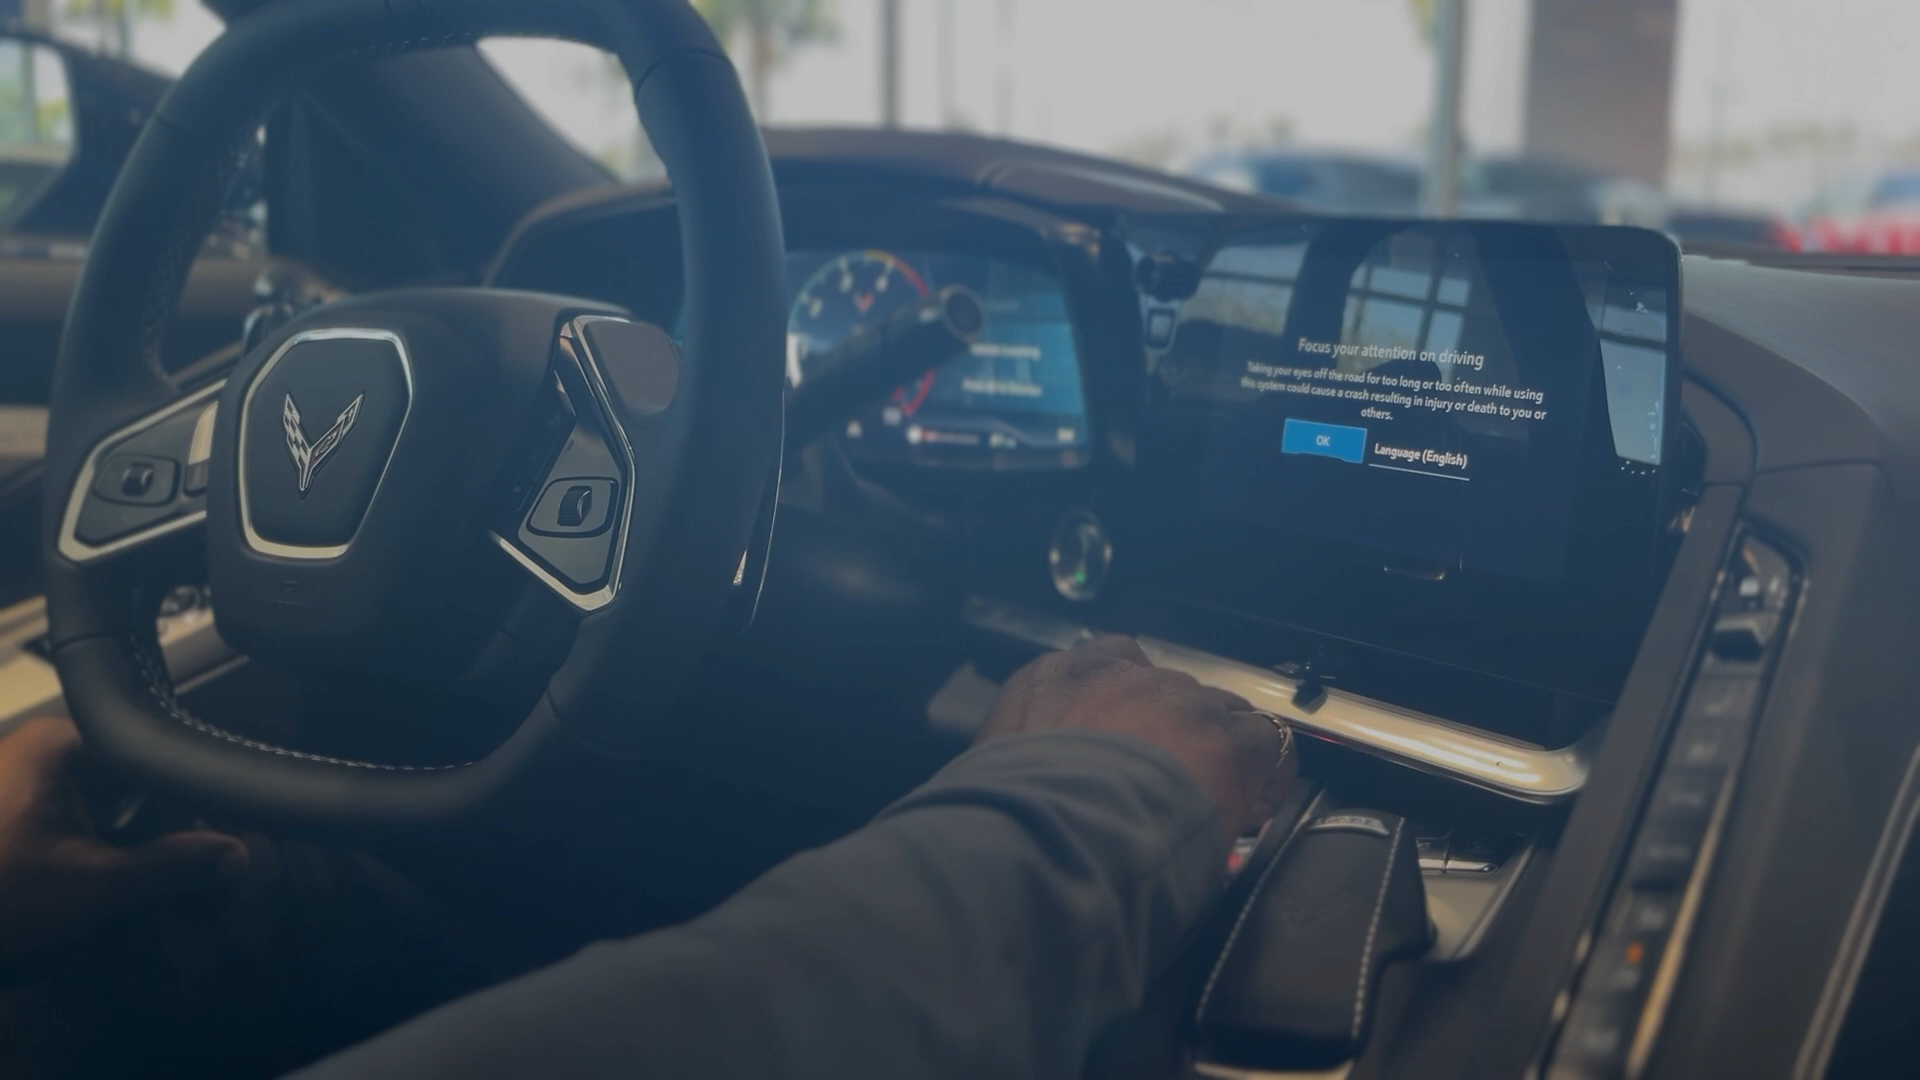 Focus your attention on driving
Taking your eyes off the road for too long or too often while using
this system could cause a crash resulting in injury or death to you or
others.
OK
Language (English)